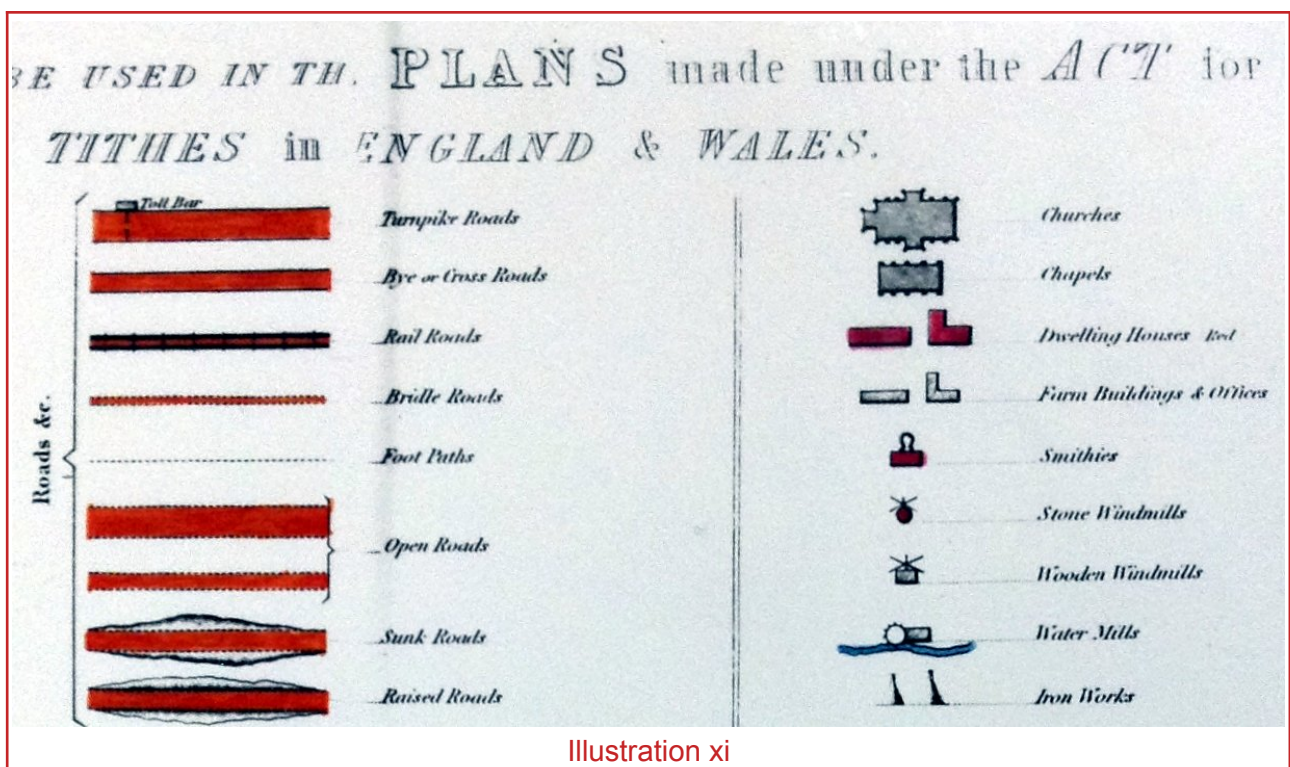 BE USED IN TH. PLANS made under the ACT for
TITHES in ENGLAND & WALES.
Roads &c.
Toll Bar
Turnpike Roads
Bye or Cross Roads
Rail Roads
Bridle Roads
Foot Paths
Open Roads
Sunk Roads
Raised Roads
Churches
Chapels
Dwelling Houses Red
Farm Buildings & Offices
Smithies
Stone Windmills
Wooden Windmills
Water Mills
Iron Works
Illustration xi